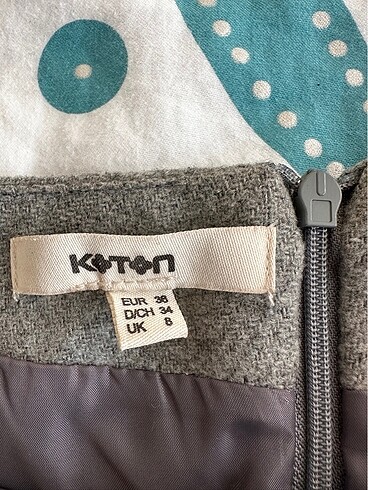 KOTON
EUR 36
D/CH 34
UK 8